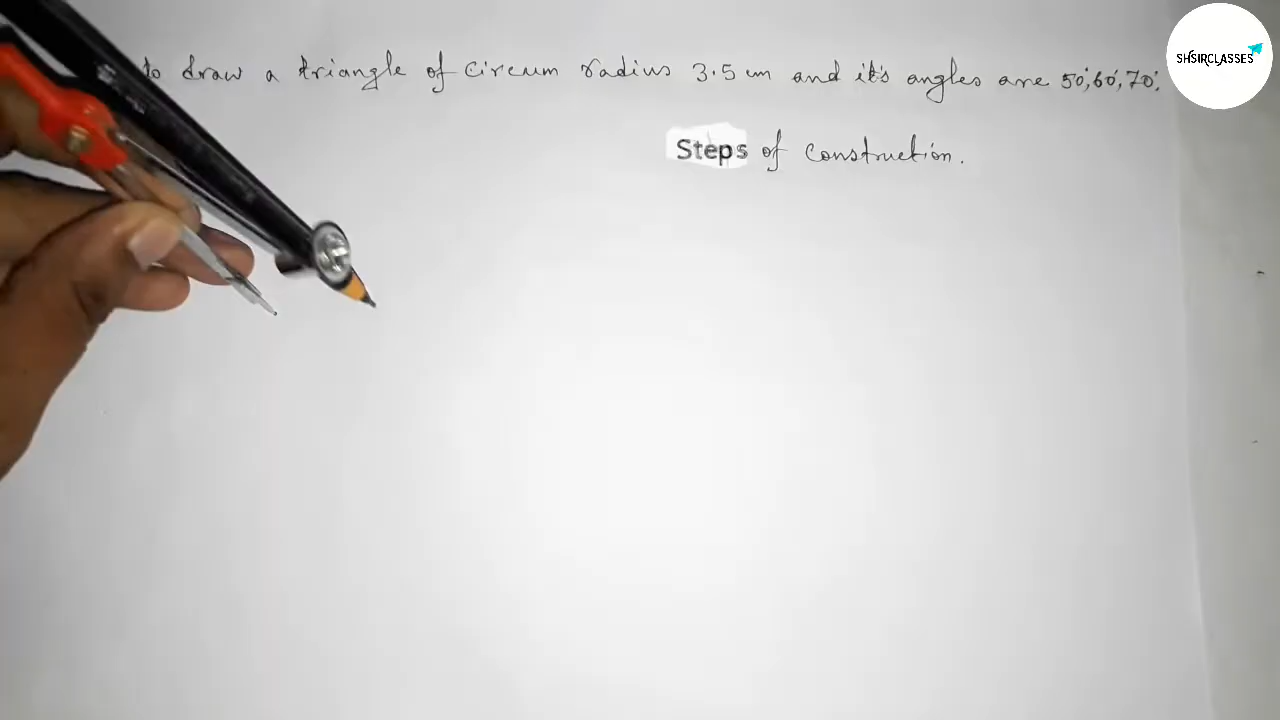 to draw a triangle of circum radius 3.5 cm and it's angles are 50°, 60°, 70°.
SHSIRCLASSES
Steps of construction.